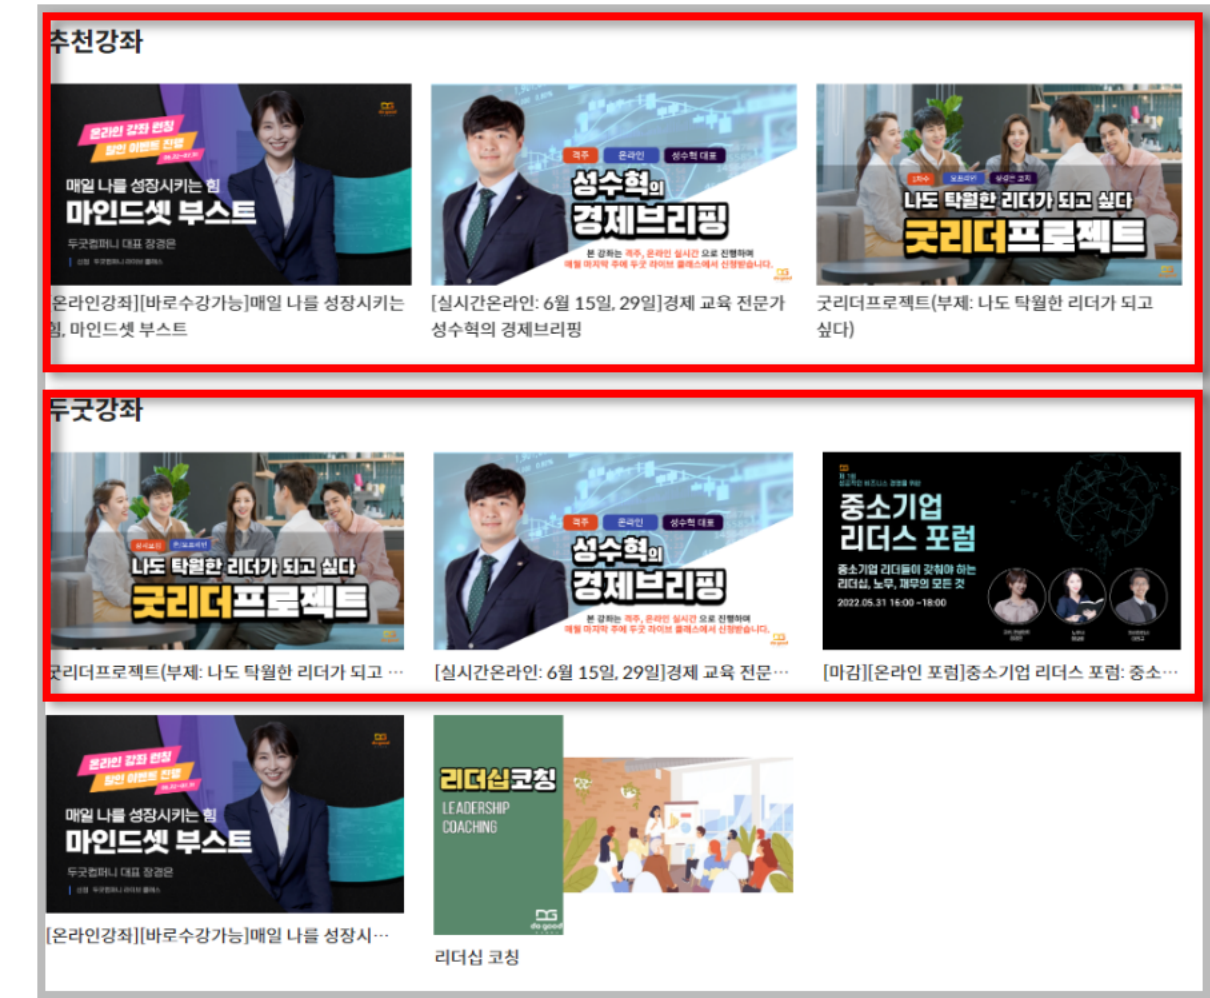 추천강좌
온라인 강좌 런칭
할인 이벤트 진행
매일 나를 성장시키는 힘
마인드셋 부스트
두굿컴퍼니 대표 장경은
격주 온라인 성수혁 대표
성수혁의
경제브리핑
본 강좌는 격주, 온라인 실시간 으로 진행하며
매월 마지막 주에 두굿 라이브 클래스에서 신청받습니다.
나도 탁월한 리더가 되고 싶다
굿리더프로젝트
온라인강좌][바로수강가능]매일 나를 성장시키는
힘, 마인드셋 부스트
[실시간온라인: 6월 15일, 29일]경제 교육 전문가
성수혁의 경제브리핑
굿리더프로젝트(부제: 나도 탁월한 리더가 되고
싶다)
두굿강좌
나도 탁월한 리더가 되고 싶다
굿리더프로젝트
격주 온라인 성수혁 대표
성수혁의
경제브리핑
본 강좌는 격주, 온라인 실시간 으로 진행하며
매월 마지막 주에 두굿 라이브 클래스에서 신청받습니다.
중소기업
리더스 포럼
중소기업 리더들이 갖춰야 하는
리더십, 노무, 재무의 모든 것
2022.05.31 16:00 ~18:00
굿리더프로젝트(부제: 나도 탁월한 리더가 되고 …
[실시간온라인: 6월 15일, 29일]경제 교육 전문…
[마감][온라인 포럼]중소기업 리더스 포럼: 중소…
온라인 강좌 런칭
할인 이벤트 진행
매일 나를 성장시키는 힘
마인드셋 부스트
두굿컴퍼니 대표 장경은
리더십코칭
LEADERSHIP
COACHING
DG
do good
[온라인강좌][바로수강가능]매일 나를 성장시…
리더십 코칭